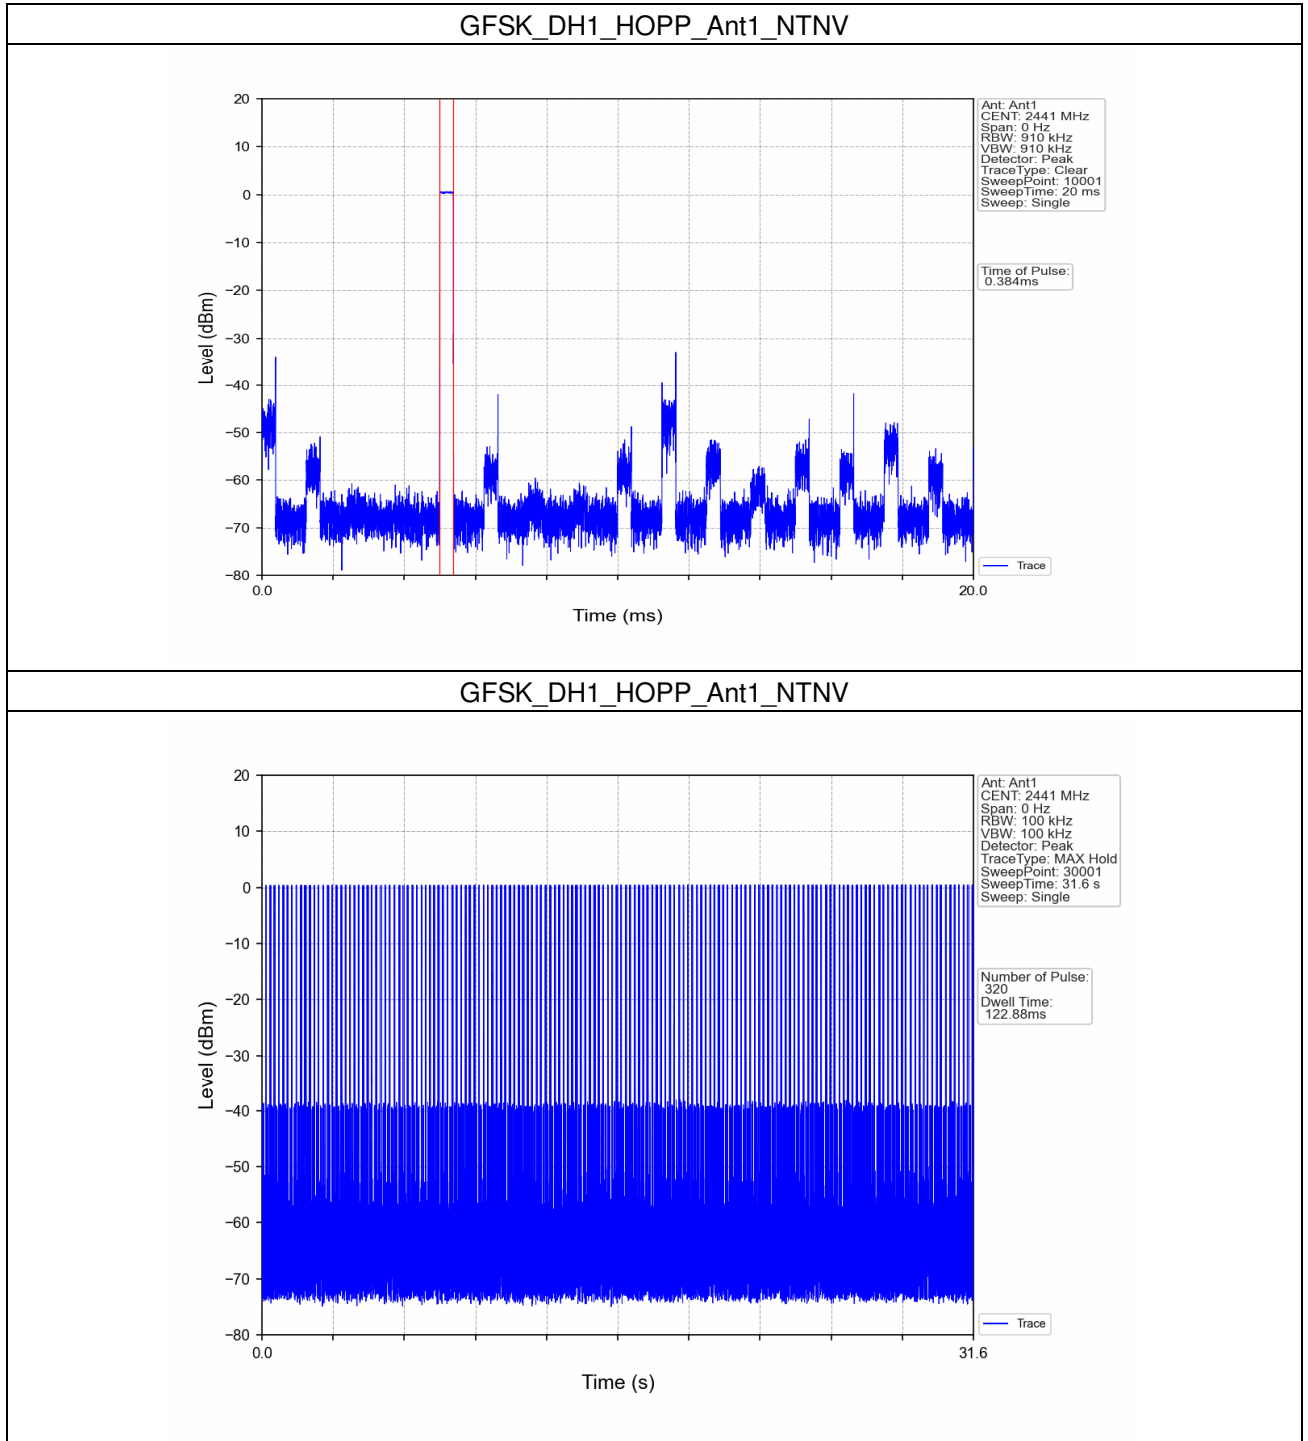 GFSK_DH1_HOPP_Ant1_NTNV
20
10
0
−10
−20
−30
−40
−50
−60
−70
−80
Level (dBm)
0.0
20.0
Time (ms)
Ant: Ant1
CENT: 2441 MHz
Span: 0 Hz
RBW: 910 kHz
VBW: 910 kHz
Detector: Peak
TraceType: Clear
SweepPoint: 10001
SweepTime: 20 ms
Sweep: Single
Time of Pulse:
0.384ms
Trace
GFSK_DH1_HOPP_Ant1_NTNV
20
10
0
−10
−20
−30
−40
−50
−60
−70
−80
Level (dBm)
0.0
31.6
Time (s)
Ant: Ant1
CENT: 2441 MHz
Span: 0 Hz
RBW: 100 kHz
VBW: 100 kHz
Detector: Peak
TraceType: MAX Hold
SweepPoint: 30001
SweepTime: 31.6 s
Sweep: Single
Number of Pulse:
320
Dwell Time:
122.88ms
Trace